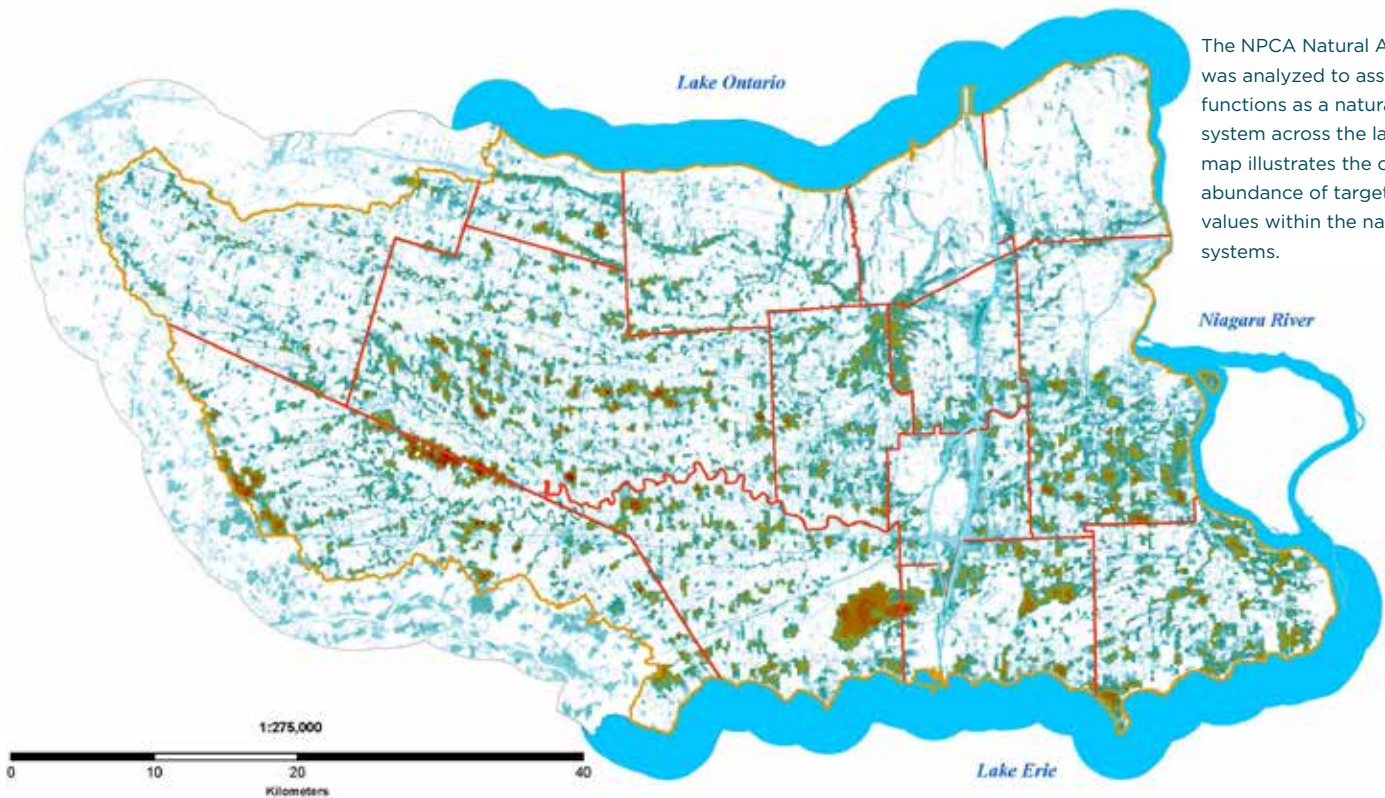 Lake Ontario
The NPCA Natural A
was analyzed to ass
functions as a natura
system across the la
map illustrates the c
abundance of target
values within the na
systems.
Niagara River
1:275,000
0 10 20 40
Kilometers
Lake Erie